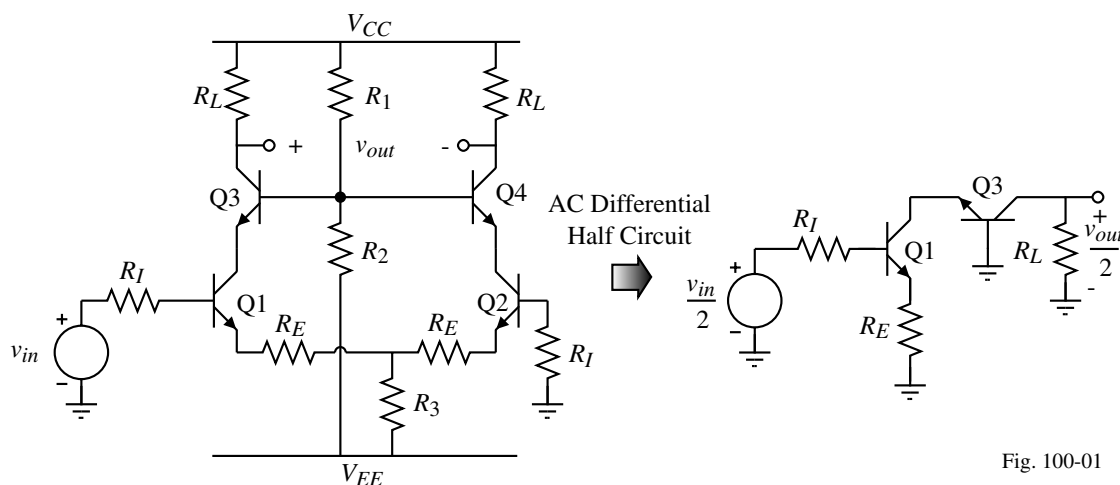 V_CC
R_L
R_1
R_L
+
v_out
-
Q3
Q4
R_2
R_I
Q1
Q2
+
v_in
−
R_E
R_E
R_I
R_3
V_EE
AC Differential
Half Circuit
Q3
R_I
Q1
+
v_in
2
−
R_E
R_L
+
v_out
2
-
Fig. 100-01